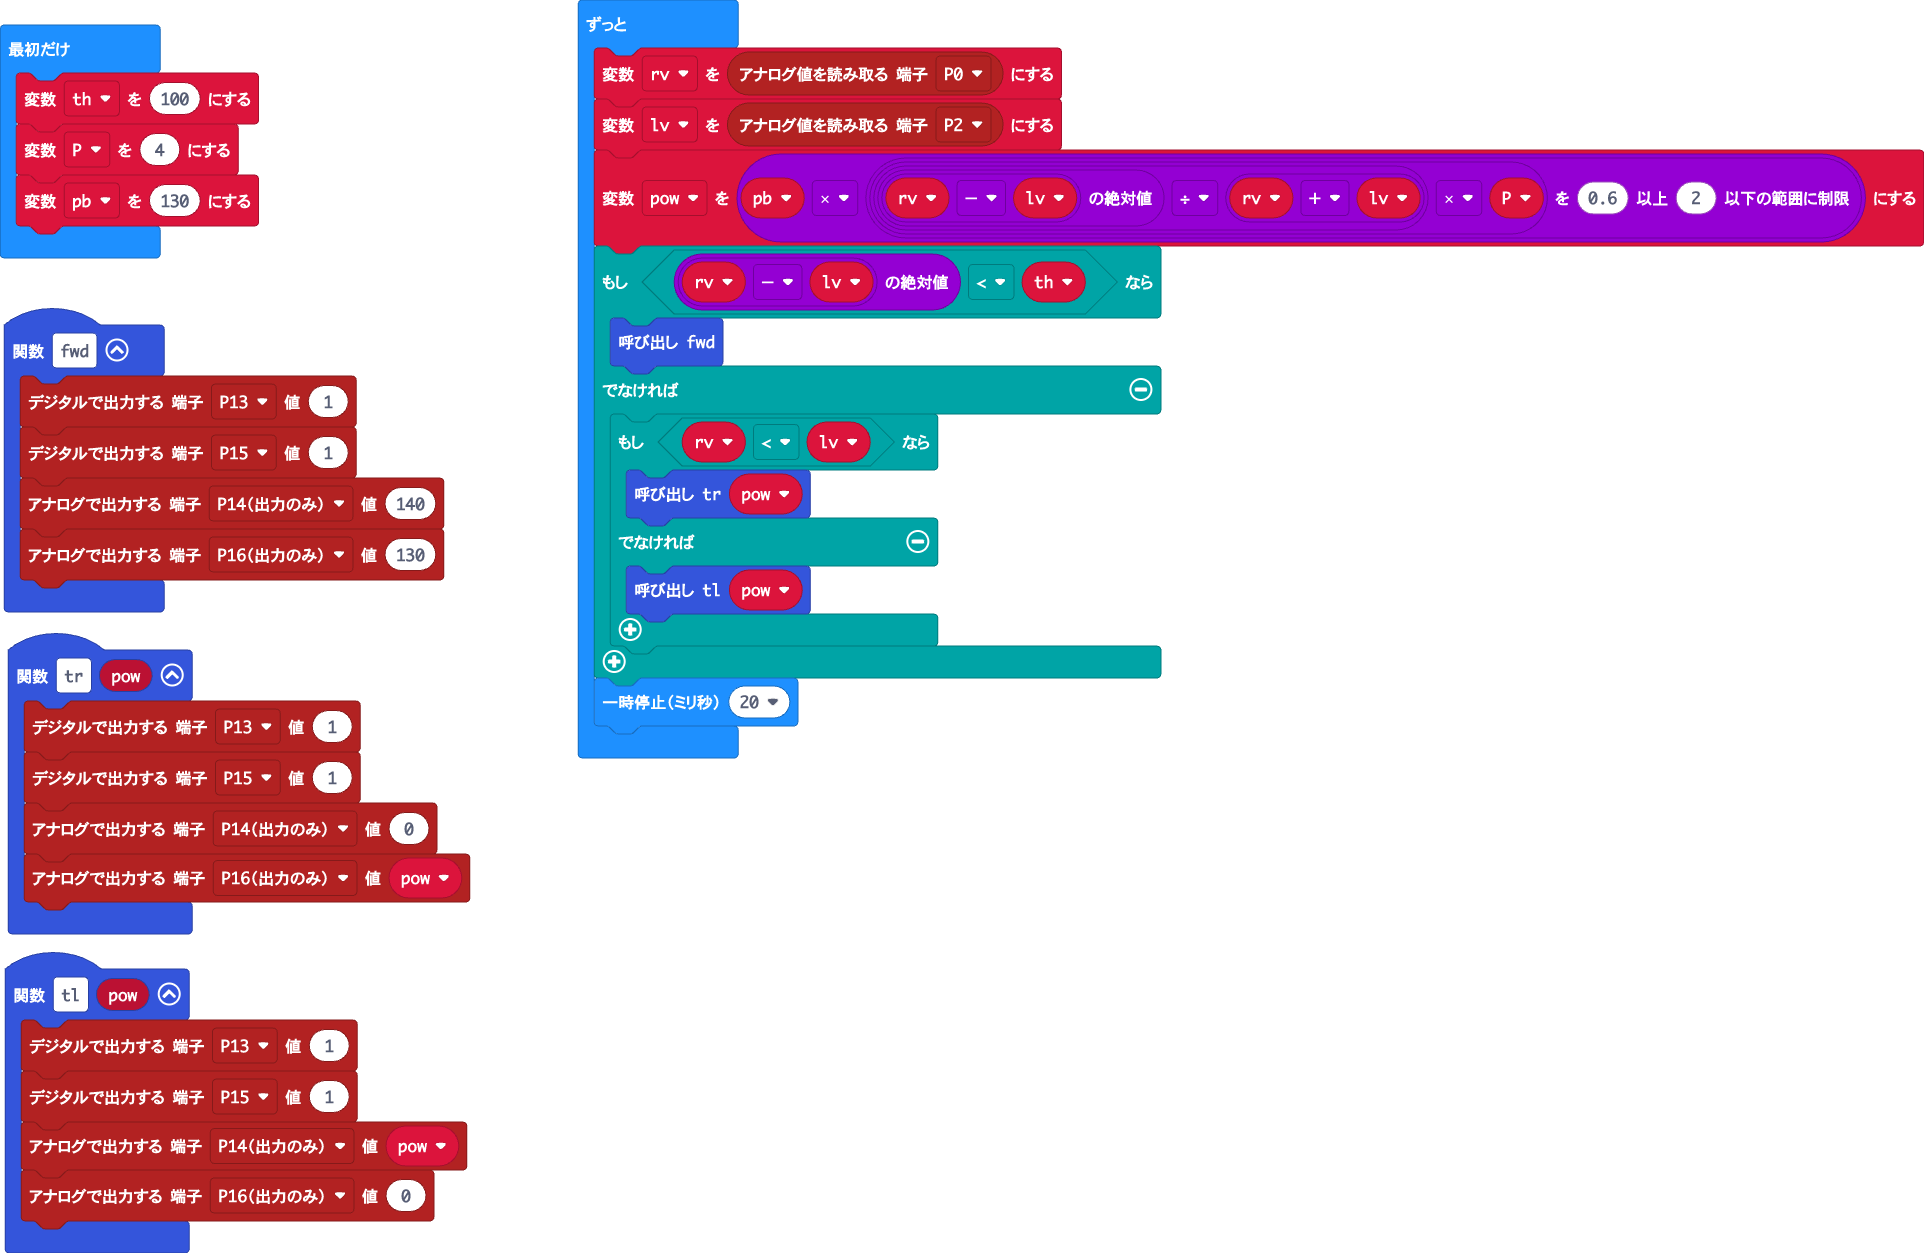 最初だけ
変数 th を 100 にする
変数 P を 4 にする
変数 pb を 130 にする
関数 fwd
デジタルで出力する 端子 P13 値 1
デジタルで出力する 端子 P15 値 1
アナログで出力する 端子 P14(出力のみ) 値 140
アナログで出力する 端子 P16(出力のみ) 値 130
関数 tr pow
デジタルで出力する 端子 P13 値 1
デジタルで出力する 端子 P15 値 1
アナログで出力する 端子 P14(出力のみ) 値 0
アナログで出力する 端子 P16(出力のみ) 値 pow
関数 tl pow
デジタルで出力する 端子 P13 値 1
デジタルで出力する 端子 P15 値 1
アナログで出力する 端子 P14(出力のみ) 値 pow
アナログで出力する 端子 P16(出力のみ) 値 0
ずっと
変数 rv を アナログ値を読み取る 端子 P0 にする
変数 lv を アナログ値を読み取る 端子 P2 にする
変数 pow を pb × rv - lv の絶対値 ÷ rv + lv × P を 0.6 以上 2 以下の範囲に制限 にする
もし rv - lv の絶対値 < th なら
呼び出し fwd
でなければ
もし rv < lv なら
呼び出し tr pow
でなければ
呼び出し tl pow
一時停止(ミリ秒) 20